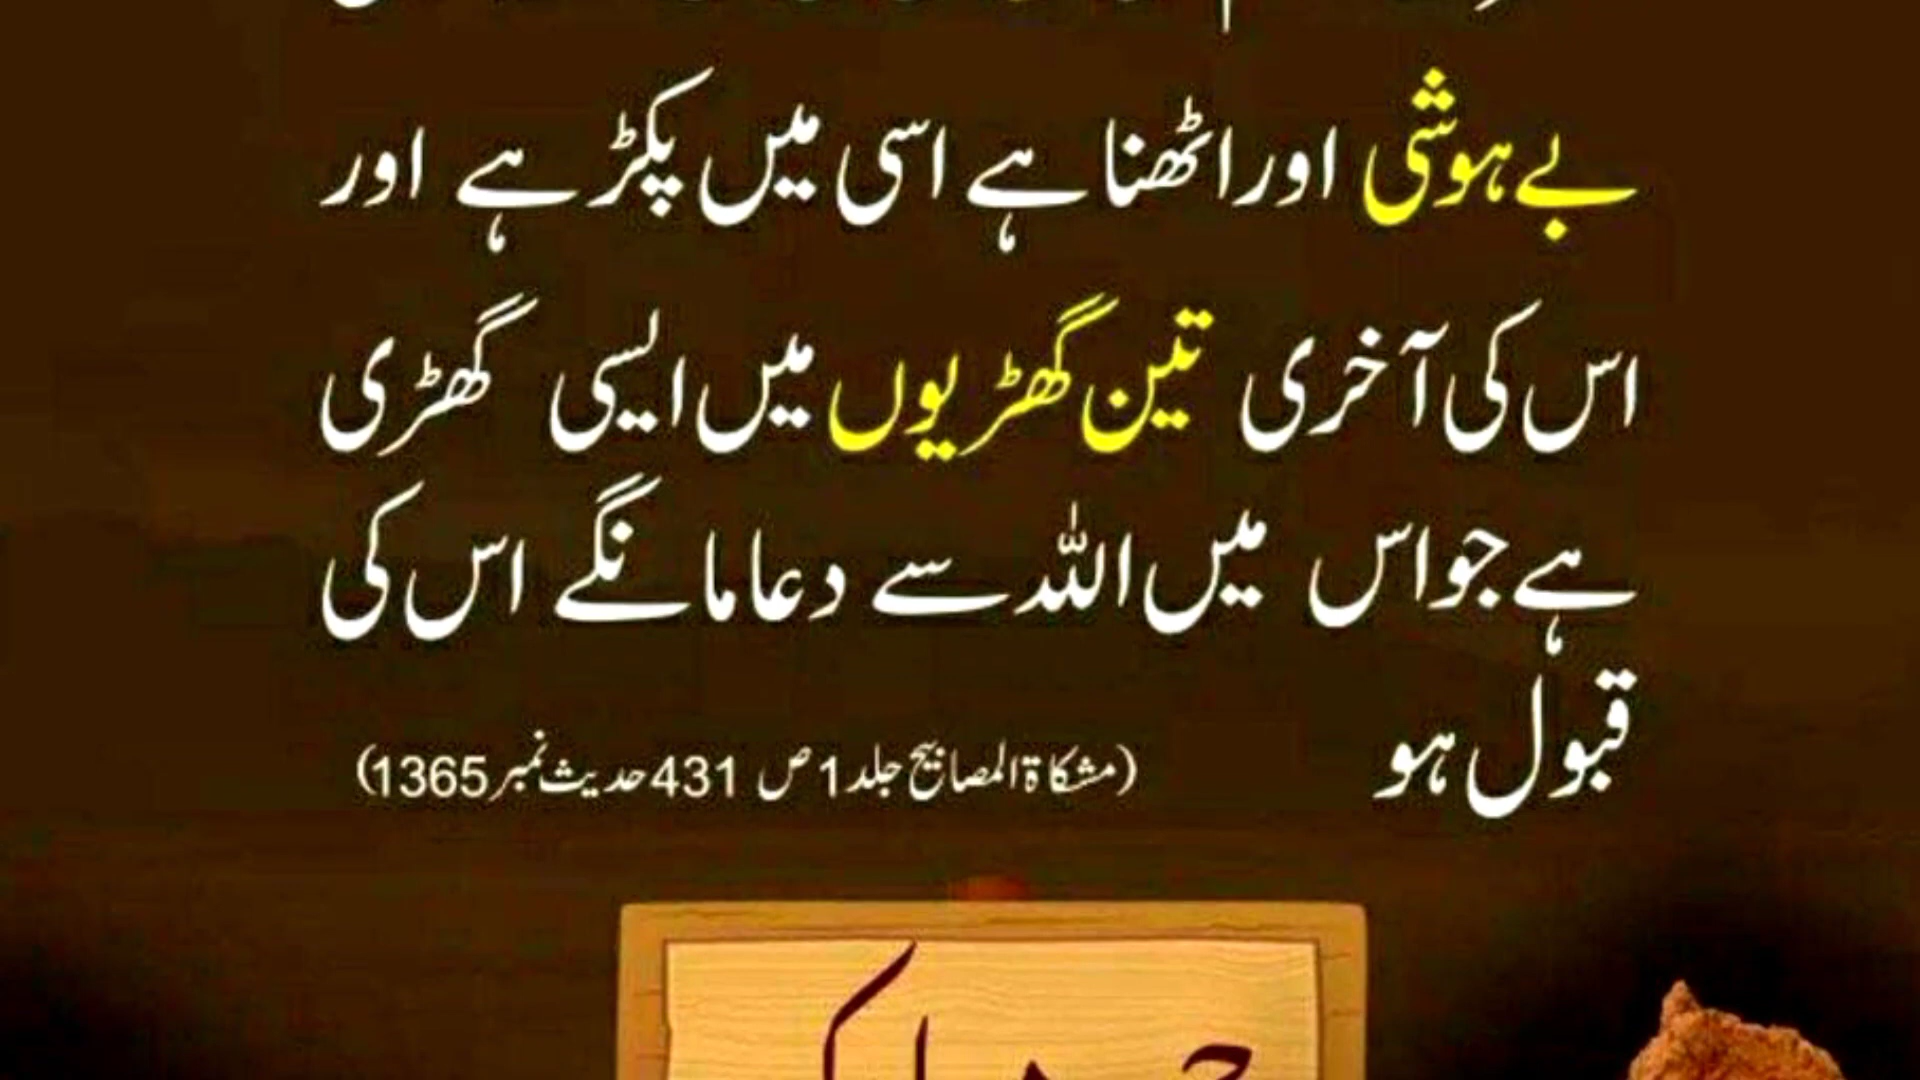 بے ہوشی اور اٹھنا ہے اسی میں پکڑ ہے اور
اس کی آخری تین گھڑیوں میں ایسی گھڑی
ہے جو اس میں اللہ سے دعا مانگے اس کی
قبول ہو
(مشکاۃ المصابیح جلد 1 ص 431 حدیث نمبر 1365)